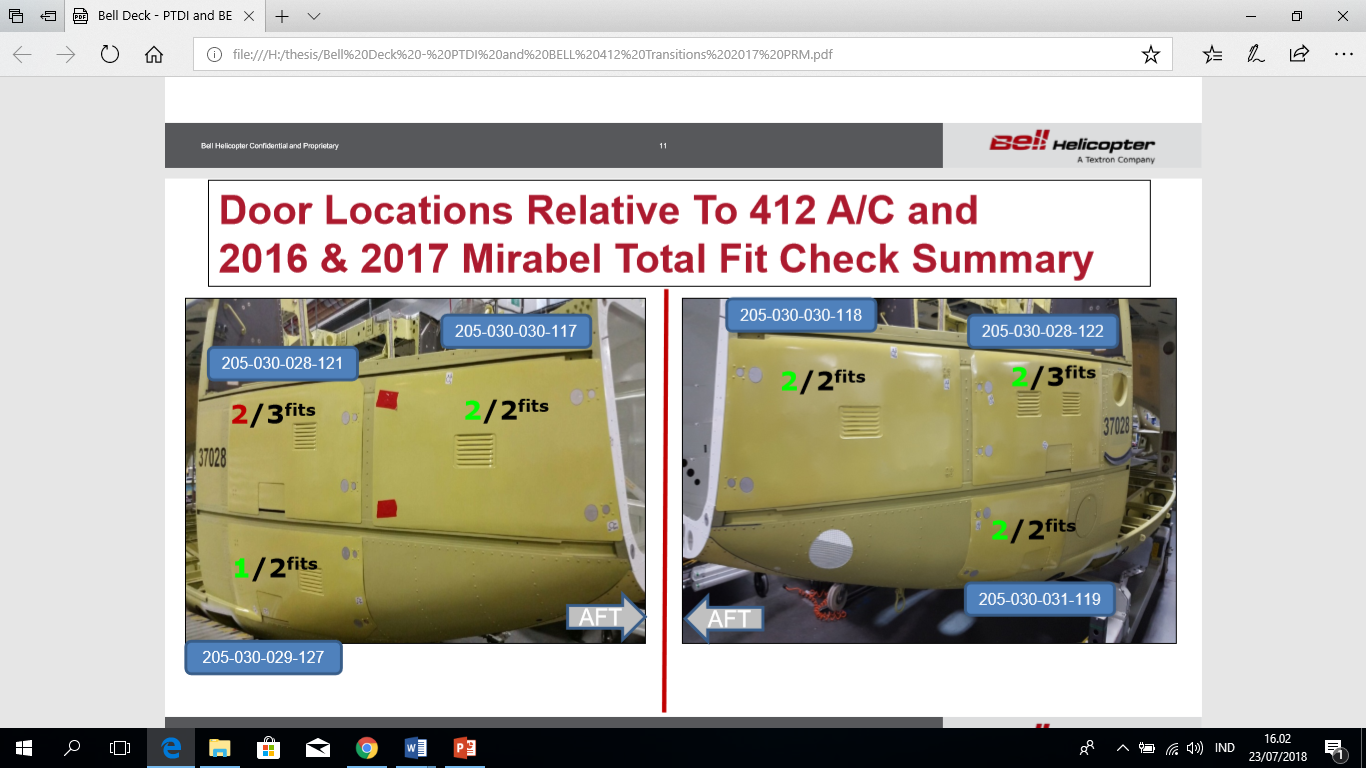 Bell Deck - PTDI and BE
file:///H:/thesis/Bell%20Deck%20-%20PTDI%20and%20BELL%20412%20Transitions%202017%20PRM.pdf
Bell Helicopter Confidential and Proprietary
11
Bell Helicopter
A Textron Company
Door Locations Relative To 412 A/C and
2016 & 2017 Mirabel Total Fit Check Summary
205-030-028-121
205-030-030-117
2/3fits
2/2fits
37028
1/2fits
AFT
205-030-029-127
205-030-030-118
205-030-028-122
2/2fits
2/3fits
37028
2/2fits
205-030-031-119
AFT
IND
16.02
23/07/2018
1